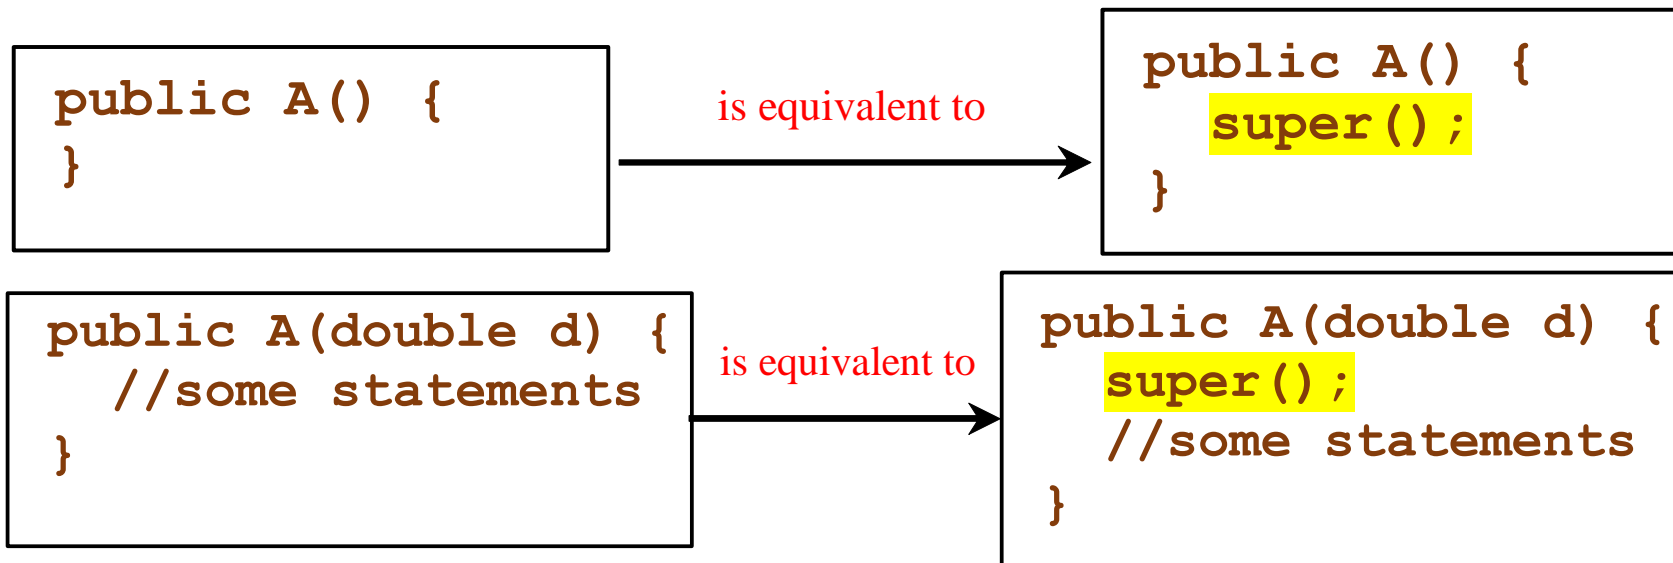 public A() {
}
is equivalent to
public A() {
super();
}
public A(double d) {
//some statements
}
is equivalent to
public A(double d) {
super();
//some statements
}